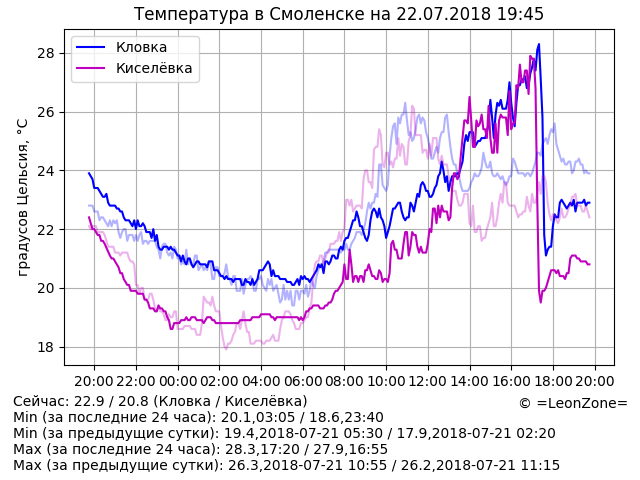 Температура в Смоленске на 22.07.2018 19:45
Кловка
Киселёвка
градусов Цельсия, °C
28
26
24
22
20
18
20:00 22:00 00:00 02:00 04:00 06:00 08:00 10:00 12:00 14:00 16:00 18:00 20:00
Сейчас: 22.9 / 20.8 (Кловка / Киселёвка)
© =LeonZone=
Min (за последние 24 часа): 20.1,03:05 / 18.6,23:40
Min (за предыдущие сутки): 19.4,2018-07-21 05:30 / 17.9,2018-07-21 02:20
Max (за последние 24 часа): 28.3,17:20 / 27.9,16:55
Max (за предыдущие сутки): 26.3,2018-07-21 10:55 / 26.2,2018-07-21 11:15